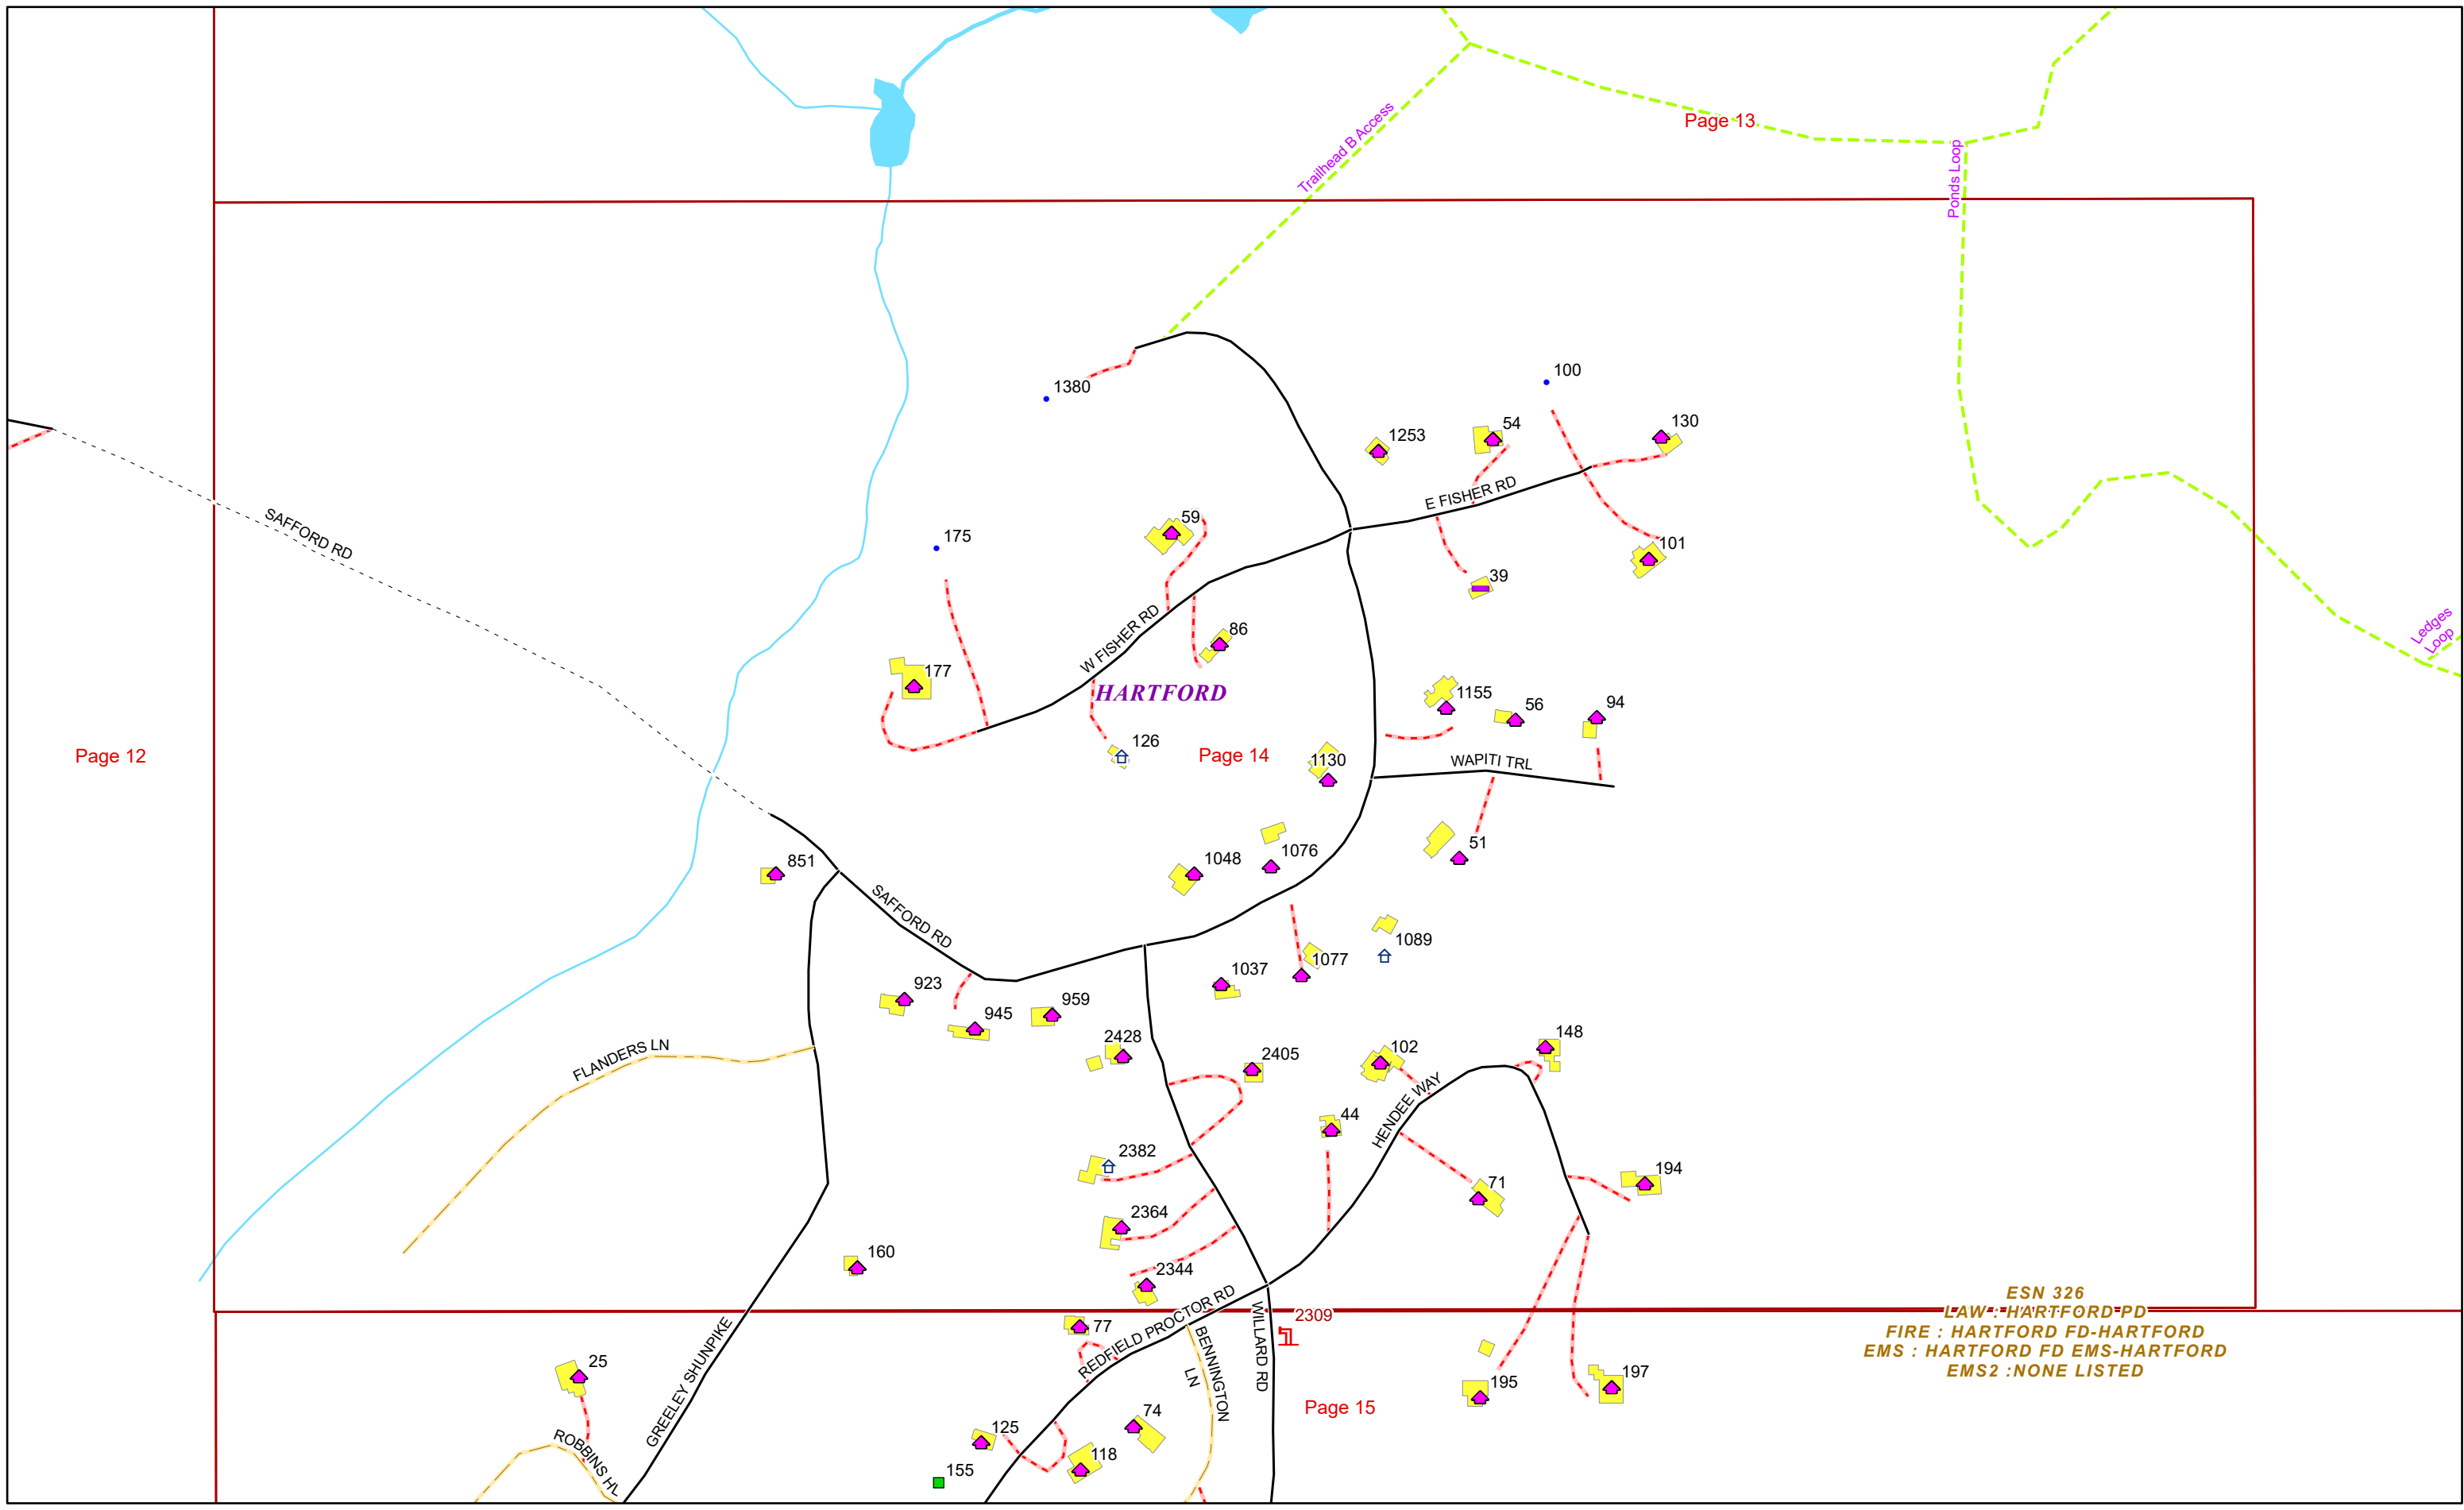 Page 13
Trailhead B Access
Ponds Loop
1380
100
54
130
1253
E FISHER RD
SAFFORD RD
59
175
101
39
W FISHER RD
86
Ledges
Loop
177
HARTFORD
1155
56
94
126
Page 12
Page 14
1130
WAPITI TRL
51
1076
1048
851
SAFFORD RD
1089
1077
1037
923
959
945
2428
148
102
2405
FLANDERS LN
HENDEE WAY
44
2382
194
71
2364
160
2344
REDFIELD PROCTOR RD
ESN 326
LAW : HARTFORD PD
FIRE : HARTFORD FD-HARTFORD
EMS : HARTFORD FD EMS-HARTFORD
EMS2 :NONE LISTED
2309
77
WILLARD RD
BENNINGTON
LN
GREELEY SHUNPIKE
25
195
197
Page 15
74
125
118
ROBBINS HL
155